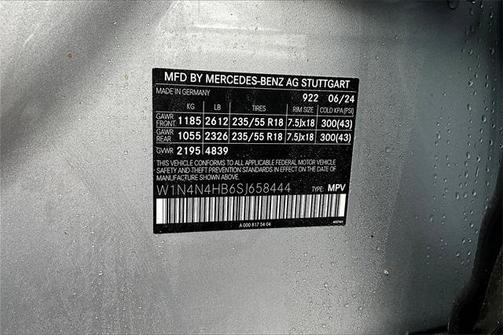 MFD BY MERCEDES-BENZ AG STUTTGART
MADE IN GERMANY 922 06/24
KG LB TIRES RIM SIZE COLD KPA(PSI)
GAWR FRONT 1185 2612 235/55 R18 7.5Jx18 300(43)
GAWR REAR 1055 2326 235/55 R18 7.5Jx18 300(43)
GVWR 2195 4839
THIS VEHICLE CONFORMS TO ALL APPLICABLE FEDERAL MOTOR VEHICLE
SAFETY AND THEFT PREVENTION STANDARDS IN EFFECT ON THE DATE
OF MANUFACTURE SHOWN ABOVE.
W1N4N4HB6SJ658444 TYPE: MPV
A 000 817 54 04